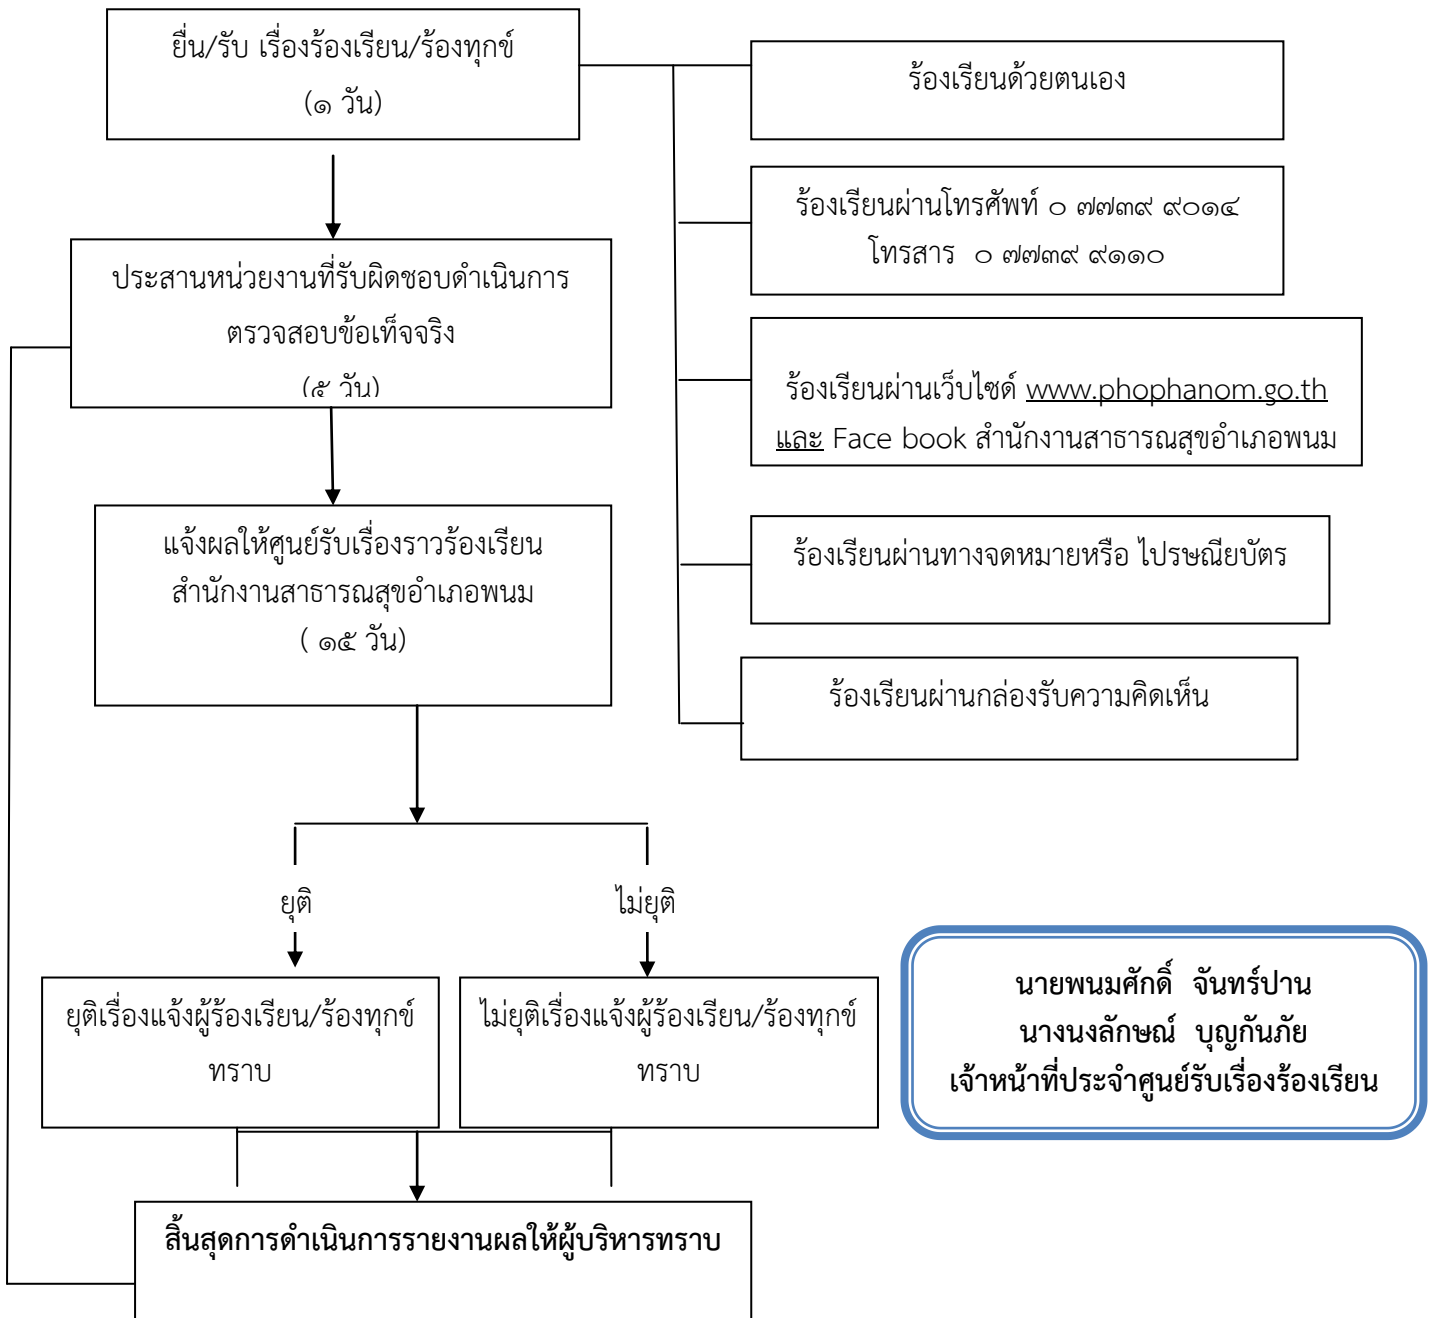 ยื่น/รับ เรื่องร้องเรียน/ร้องทุกข์
(๑ วัน)
ร้องเรียนด้วยตนเอง
ร้องเรียนผ่านโทรศัพท์ ๐ ๗๗๓๙ ๙๐๑๔
โทรสาร ๐ ๗๗๓๙ ๙๑๑๐
ประสานหน่วยงานที่รับผิดชอบดำเนินการ
ตรวจสอบข้อเท็จจริง
(๕ วัน)
ร้องเรียนผ่านเว็บไซด์ www.phophanom.go.th
และ Face book สำนักงานสาธารณสุขอำเภอพนม
แจ้งผลให้ศูนย์รับเรื่องราวร้องเรียน
สำนักงานสาธารณสุขอำเภอพนม
( ๑๕ วัน)
ร้องเรียนผ่านทางจดหมายหรือ ไปรษณียบัตร
ร้องเรียนผ่านกล่องรับความคิดเห็น
ยุติ
ไม่ยุติ
ยุติเรื่องแจ้งผู้ร้องเรียน/ร้องทุกข์
ทราบ
ไม่ยุติเรื่องแจ้งผู้ร้องเรียน/ร้องทุกข์
ทราบ
นายพนมศักดิ์ จันทร์ปาน
นางนงลักษณ์ บุญกันภัย
เจ้าหน้าที่ประจำศูนย์รับเรื่องร้องเรียน
สิ้นสุดการดำเนินการรายงานผลให้ผู้บริหารทราบ